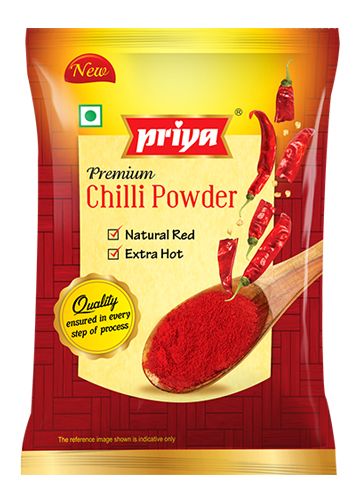 New
priya®
Premium
Chilli Powder
Natural Red
Extra Hot
Quality
ensured in every
step of process
The reference image shown is indicative only